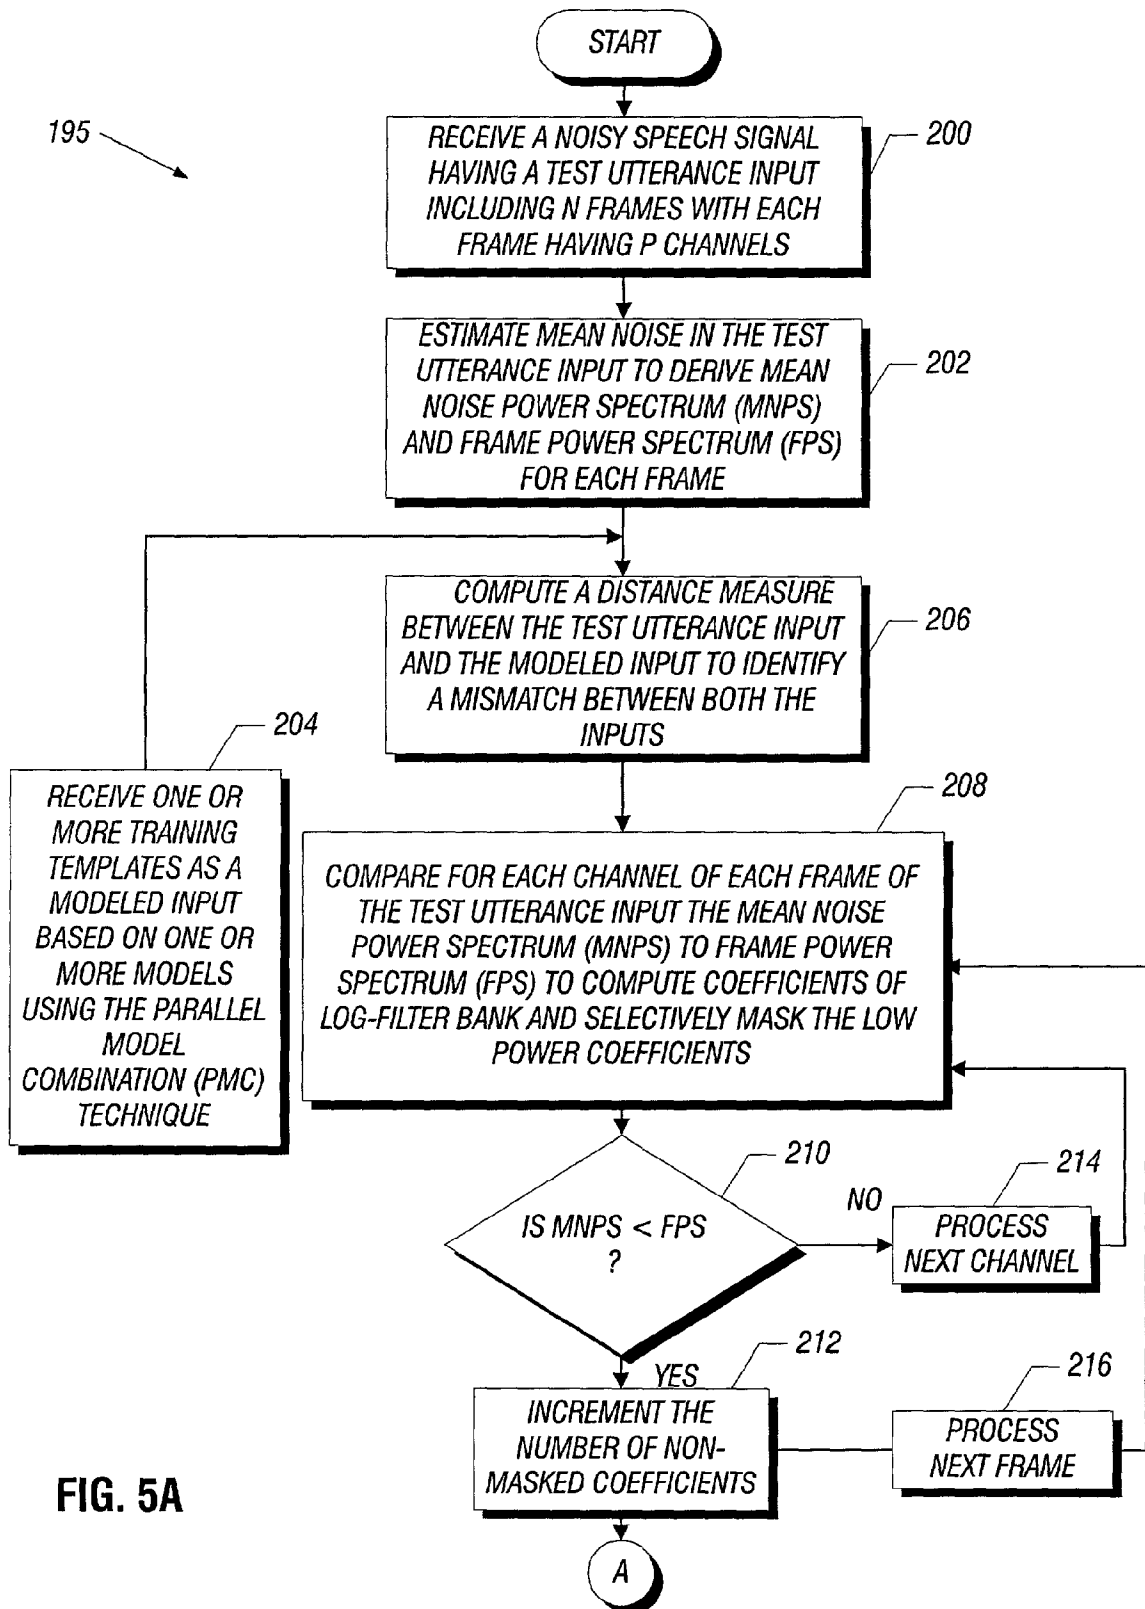 START
195
RECEIVE A NOISY SPEECH SIGNAL
HAVING A TEST UTTERANCE INPUT
INCLUDING N FRAMES WITH EACH
FRAME HAVING P CHANNELS
200
ESTIMATE MEAN NOISE IN THE TEST
UTTERANCE INPUT TO DERIVE MEAN
NOISE POWER SPECTRUM (MNPS)
AND FRAME POWER SPECTRUM (FPS)
FOR EACH FRAME
202
COMPUTE A DISTANCE MEASURE
BETWEEN THE TEST UTTERANCE INPUT
AND THE MODELED INPUT TO IDENTIFY
A MISMATCH BETWEEN BOTH THE
INPUTS
206
204
RECEIVE ONE OR
MORE TRAINING
TEMPLATES AS A
MODELED INPUT
BASED ON ONE OR
MORE MODELS
USING THE PARALLEL
MODEL
COMBINATION (PMC)
TECHNIQUE
208
COMPARE FOR EACH CHANNEL OF EACH FRAME OF
THE TEST UTTERANCE INPUT THE MEAN NOISE
POWER SPECTRUM (MNPS) TO FRAME POWER
SPECTRUM (FPS) TO COMPUTE COEFFICIENTS OF
LOG-FILTER BANK AND SELECTIVELY MASK THE LOW
POWER COEFFICIENTS
210
IS MNPS < FPS
?
NO
214
PROCESS
NEXT CHANNEL
YES
212
INCREMENT THE
NUMBER OF NON-
MASKED COEFFICIENTS
216
PROCESS
NEXT FRAME
FIG. 5A
A